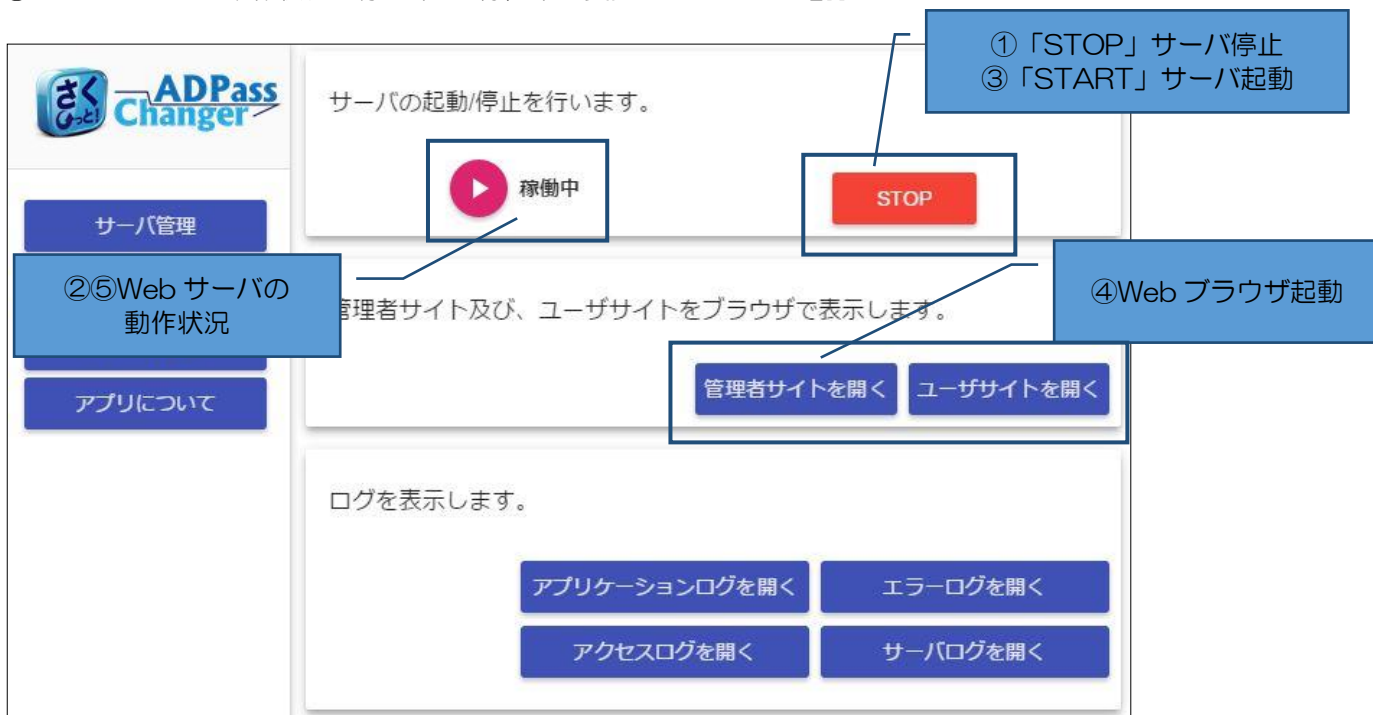 ①「STOP」サーバ停止
③「START」サーバ起動
さく
ぴっと!
ADPass
Changer
サーバの起動/停止を行います。
稼働中
STOP
サーバ管理
②⑤Web サーバの
動作状況
④Web ブラウザ起動
管理者サイト及び、ユーザサイトをブラウザで表示します。
管理者サイトを開く
ユーザサイトを開く
アプリについて
ログを表示します。
アプリケーションログを開く
エラーログを開く
アクセスログを開く
サーバログを開く